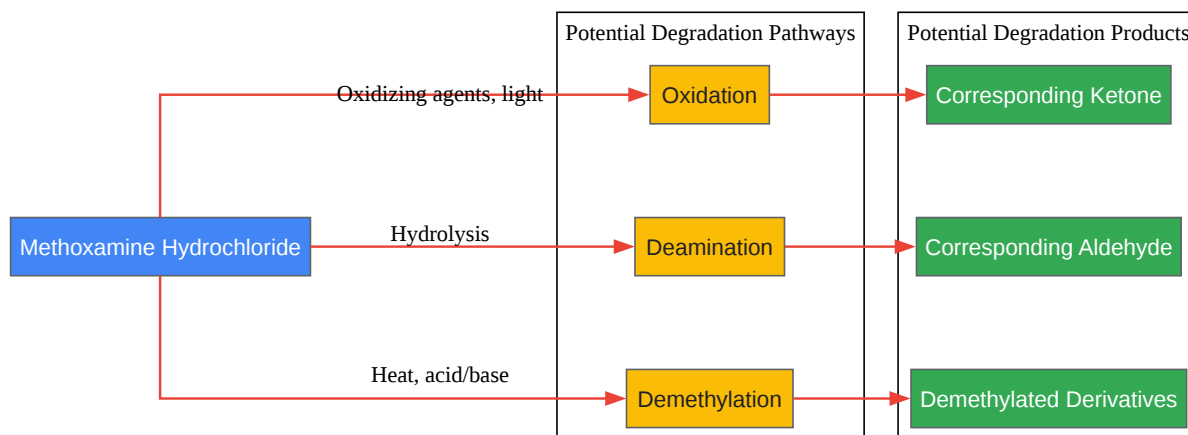 Potential Degradation Pathways
Potential Degradation Products
Oxidizing agents, light
Oxidation
Corresponding Ketone
Methoxamine Hydrochloride
Hydrolysis
Deamination
Corresponding Aldehyde
Heat, acid/base
Demethylation
Demethylated Derivatives